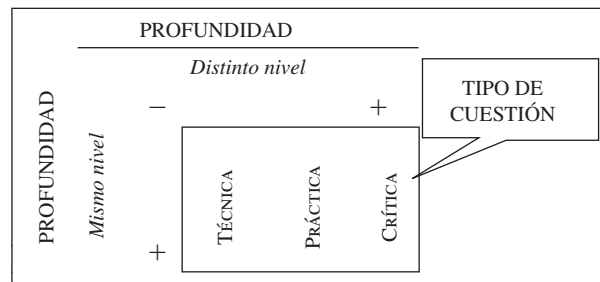 PROFUNDIDAD
Distinto nivel
− +
TIPO DE
CUESTIÓN
PROFUNDIDAD
Mismo nivel
+
TÉCNICA
PRÁCTICA
CRÍTICA